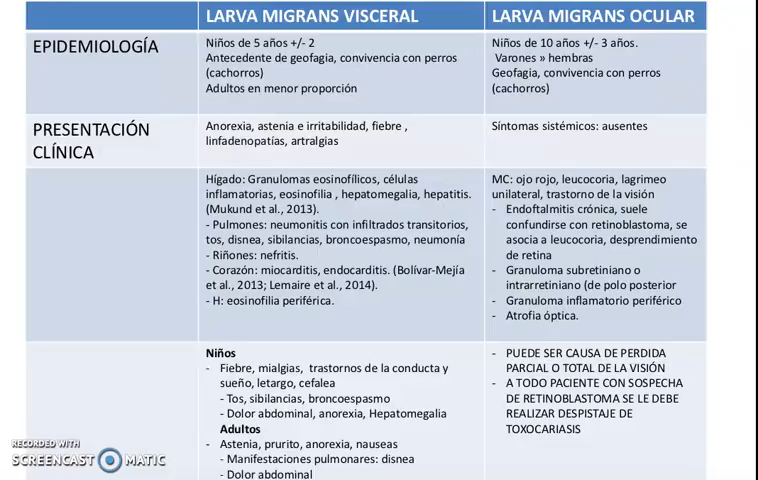 LARVA MIGRANS VISCERAL
LARVA MIGRANS OCULAR
EPIDEMIOLOGÍA
Niños de 5 años +/- 2
Antecedente de geofagia, convivencia con perros
(cachorros)
Adultos en menor proporción
Niños de 10 años +/- 3 años.
Varones » hembras
Geofagia, convivencia con perros
(cachorros)
PRESENTACIÓN
CLÍNICA
Anorexia, astenia e irritabilidad, fiebre ,
linfadenopatías, artralgias
Síntomas sistémicos: ausentes
Hígado: Granulomas eosinofílicos, células
inflamatorias, eosinofilia , hepatomegalia, hepatitis.
(Mukund et al., 2013).
- Pulmones: neumonitis con infiltrados transitorios,
tos, disnea, sibilancias, broncoespasmo, neumonía
- Riñones: nefritis.
- Corazón: miocarditis, endocarditis. (Bolívar-Mejía
et al., 2013; Lemaire et al., 2014).
- H: eosinofilia periférica.
MC: ojo rojo, leucocoria, lagrimeo
unilateral, trastorno de la visión
- Endoftalmitis crónica, suele
confundirse con retinoblastoma, se
asocia a leucocoria, desprendimiento
de retina
- Granuloma subretiniano o
intrarretiniano (de polo posterior
- Granuloma inflamatorio periférico
- Atrofia óptica.
Niños
- Fiebre, mialgias, trastornos de la conducta y
sueño, letargo, cefalea
- Tos, sibilancias, broncoespasmo
- Dolor abdominal, anorexia, Hepatomegalia
Adultos
- Astenia, prurito, anorexia, nauseas
- Manifestaciones pulmonares: disnea
- Dolor abdominal
- PUEDE SER CAUSA DE PERDIDA
PARCIAL O TOTAL DE LA VISIÓN
- A TODO PACIENTE CON SOSPECHA
DE RETINOBLASTOMA SE LE DEBE
REALIZAR DESPISTAJE DE
TOXOCARIASIS
RECORDED WITH
SCREENCAST MATIC